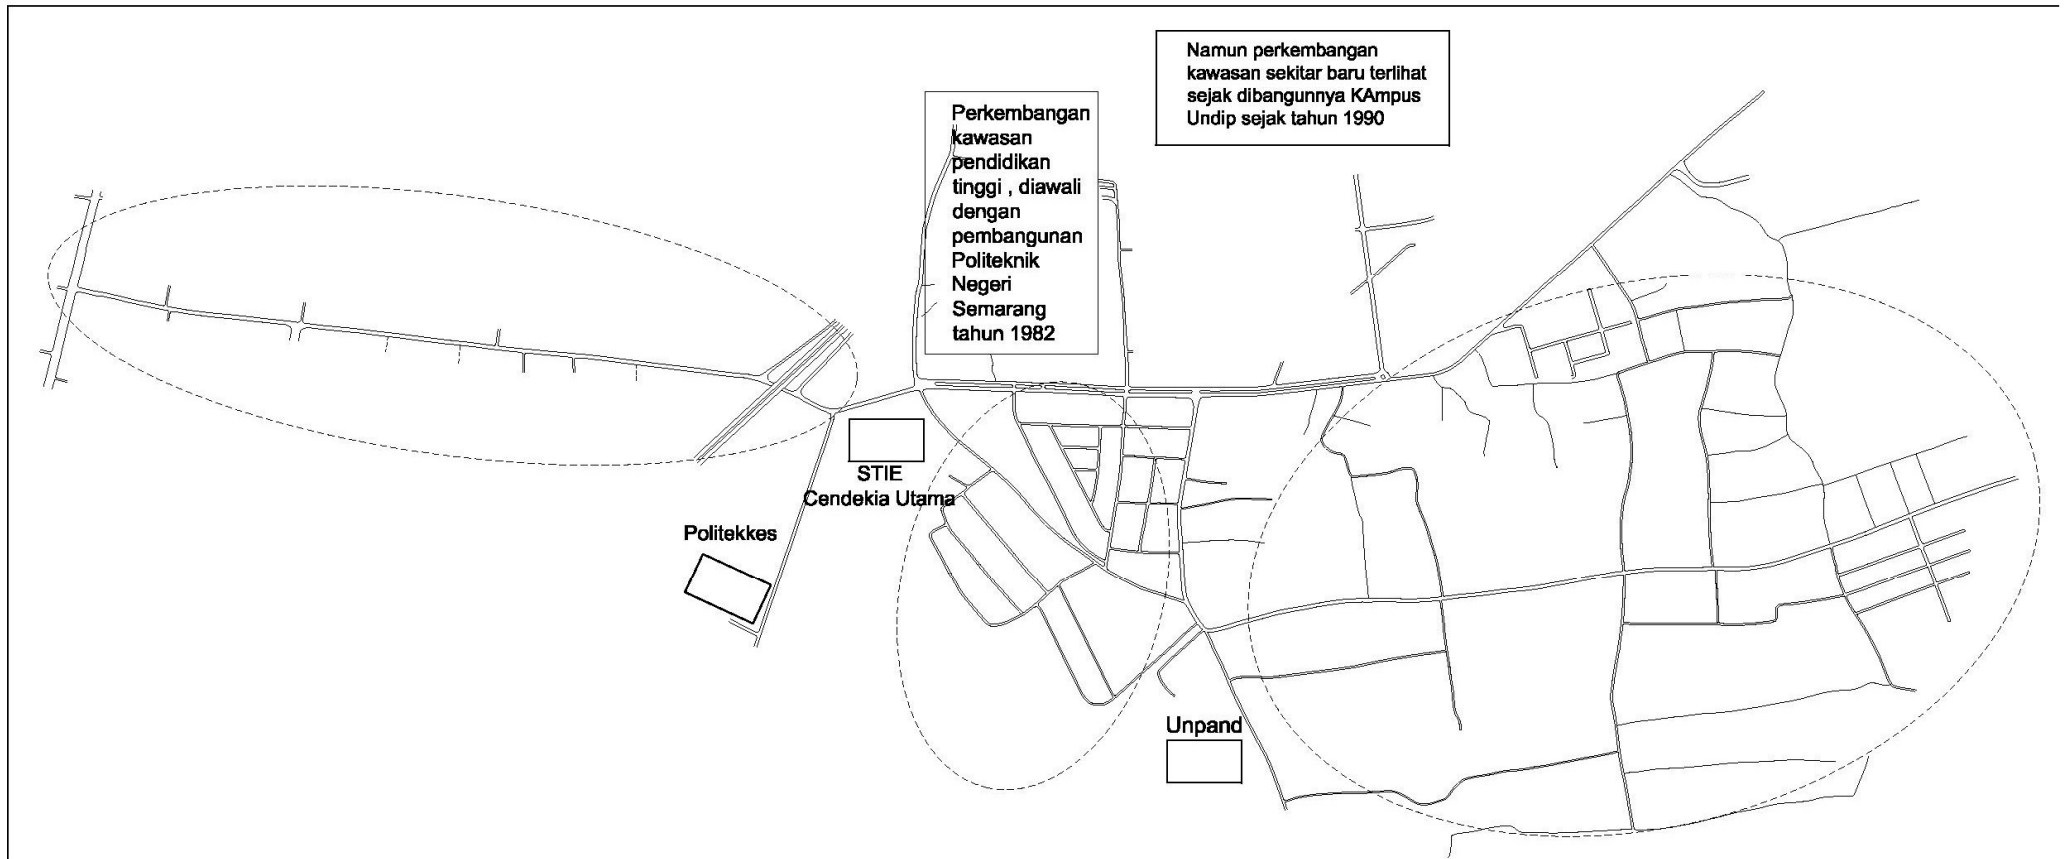 Namun perkembangan
kawasan sekitar baru terlihat
sejak dibangunnya KAmpus
Undip sejak tahun 1990
Perkembangan
kawasan
pendidikan
tinggi , diawali
dengan
pembangunan
Politeknik
Negeri
Semarang
tahun 1982
STIE
Cendekia Utama
Politekkes
Unpand